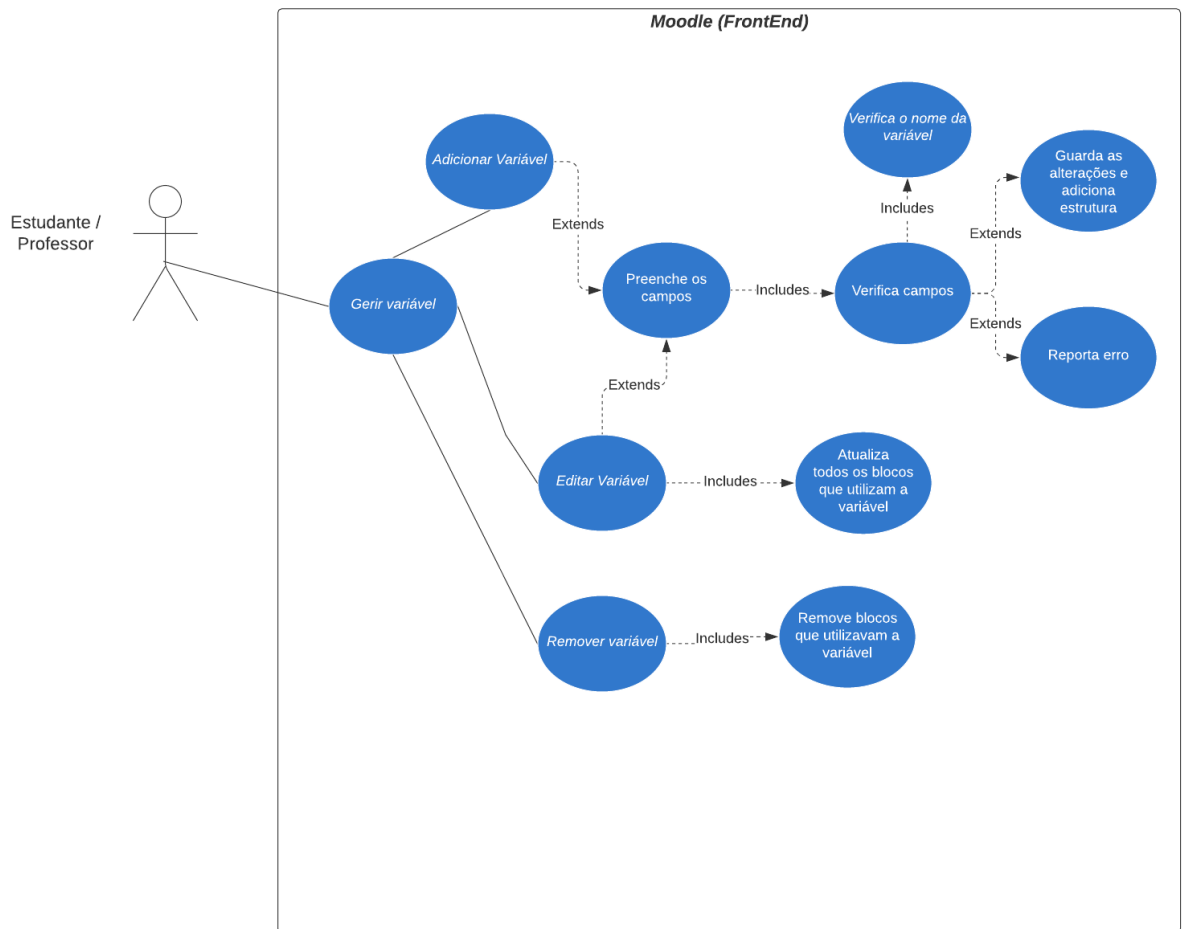 Moodle (FrontEnd)
Estudante /
Professor
Gerir variável
Adicionar Variável
Extends
Preenche os
campos
Includes
Verifica campos
Includes
Verifica o nome da
variável
Extends
Guarda as
alterações e
adiciona
estrutura
Extends
Reporta erro
Extends
Editar Variável
Includes
Atualiza
todos os blocos
que utilizam a
variável
Remover variável
Includes
Remove blocos
que utilizavam a
variável